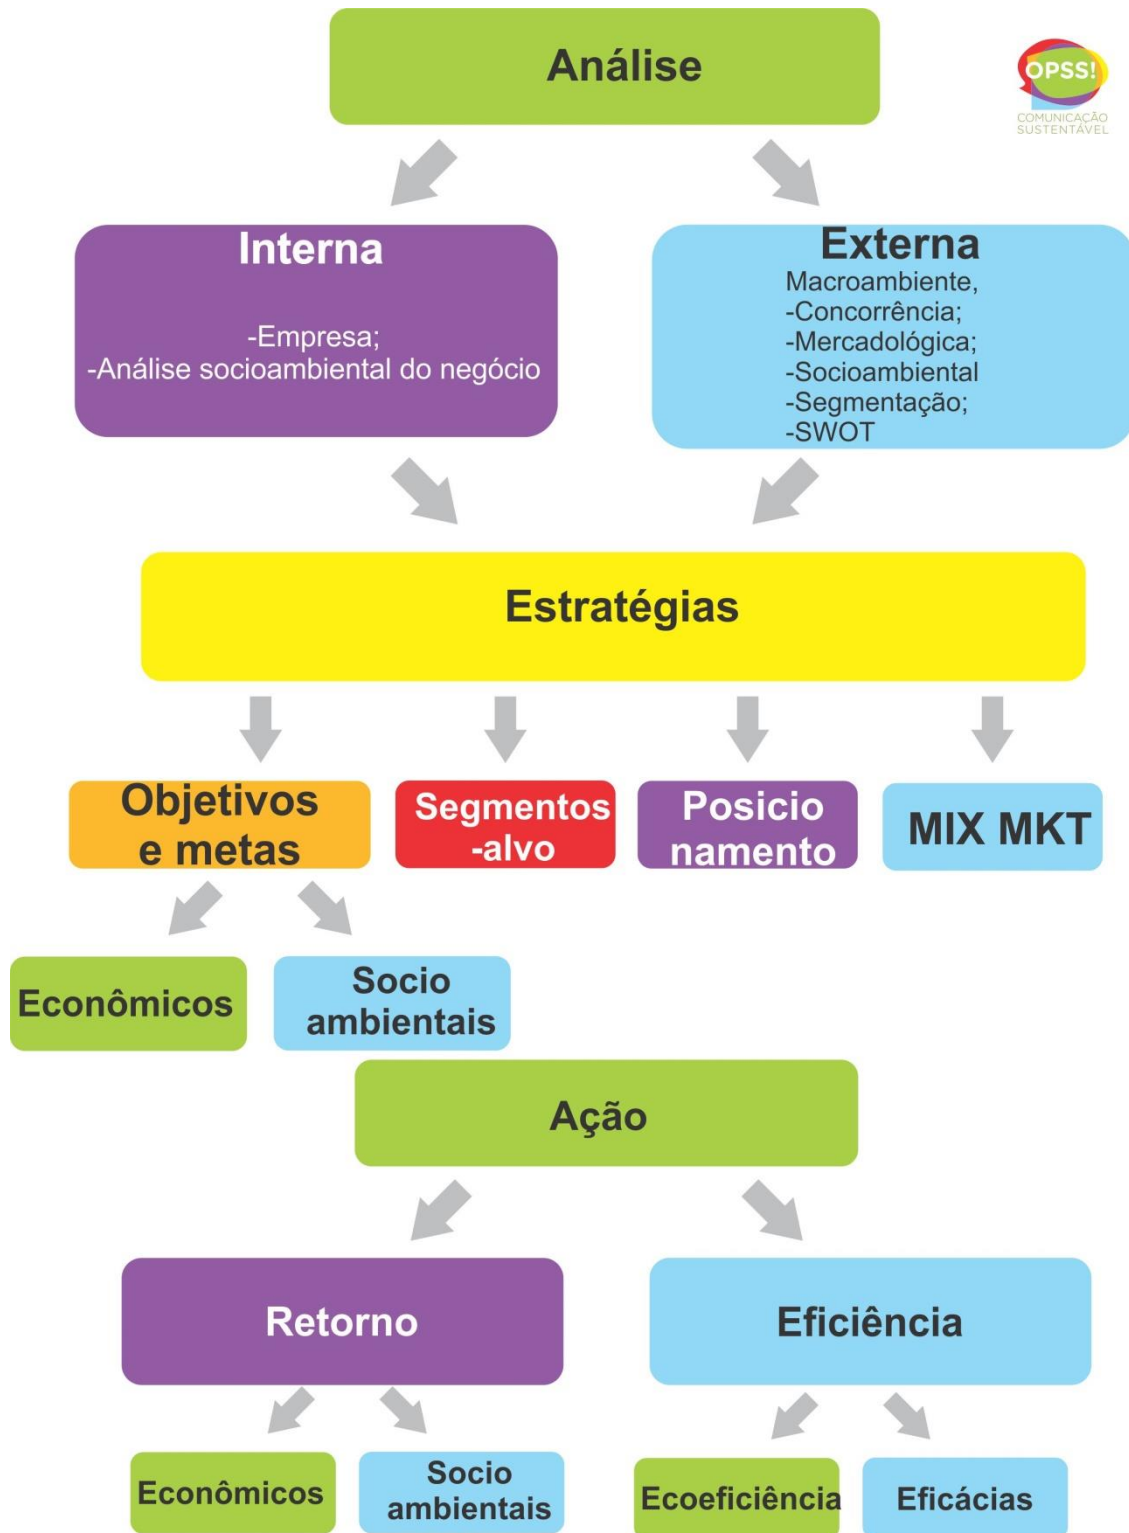 Análise
OPSS!
COMUNICAÇÃO
SUSTENTÁVEL
Interna
-Empresa;
-Análise socioambiental do negócio
Externa
Macroambiente,
-Concorrência;
-Mercadológica;
-Socioambiental
-Segmentação;
-SWOT
Estratégias
Objetivos
e metas
Segmentos
-alvo
Posicio
namento
MIX MKT
Econômicos
Socio
ambientais
Ação
Retorno
Eficiência
Econômicos
Socio
ambientais
Ecoeficiência
Eficácias